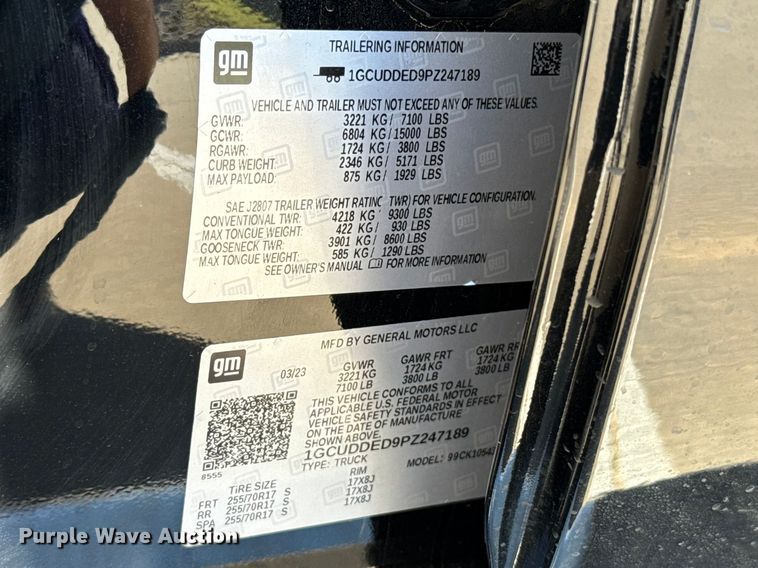 gm
TRAILERING INFORMATION
1GCUDDED9PZ247189
VEHICLE AND TRAILER MUST NOT EXCEED ANY OF THESE VALUES.
GVWR: 3221 KG / 7100 LBS
GCWR: 6804 KG / 15000 LBS
RGAWR: 1724 KG / 3800 LBS
CURB WEIGHT: 2346 KG / 5171 LBS
MAX PAYLOAD: 875 KG / 1929 LBS
SAE J2807 TRAILER WEIGHT RATING (TWR) FOR VEHICLE CONFIGURATION.
CONVENTIONAL TWR: 4218 KG / 9300 LBS
MAX TONGUE WEIGHT: 422 KG / 930 LBS
GOOSENECK TWR: 3901 KG / 8600 LBS
MAX TONGUE WEIGHT: 585 KG / 1290 LBS
SEE OWNER'S MANUAL FOR MORE INFORMATION
gm
MFD BY GENERAL MOTORS LLC
03/23 GVWR GAWR FRT GAWR RR
3221 KG 1724 KG 1724 KG
7100 LB 3800 LB 3800 LB
THIS VEHICLE CONFORMS TO ALL
APPLICABLE U.S. FEDERAL MOTOR
VEHICLE SAFETY STANDARDS IN EFFECT
ON THE DATE OF MANUFACTURE
SHOWN ABOVE.
1GCUDDED9PZ247189
8555 TYPE: TRUCK MODEL: 99CK10543
TIRE SIZE RIM
FRT 255/70R17 S 17X8J
RR 255/70R17 S 17X8J
SPA 255/70R17 S 17X8J
Purple Wave Auction